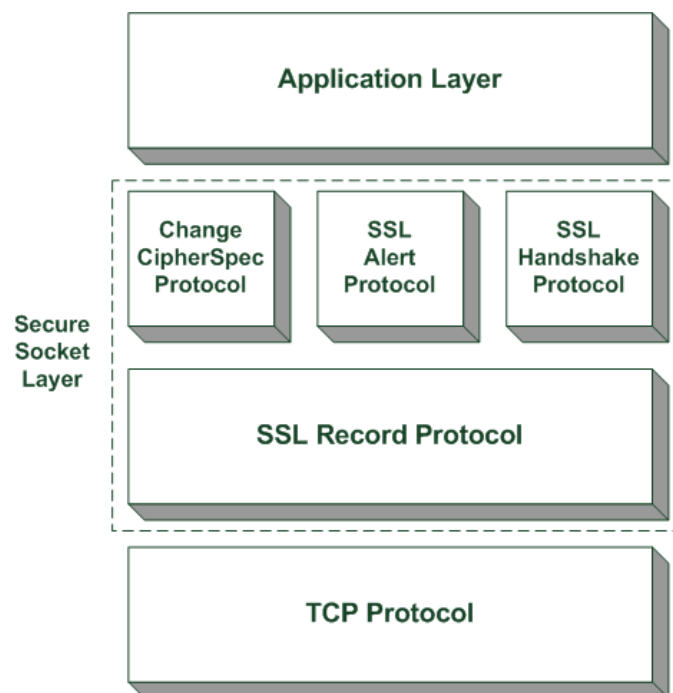 Application Layer
Change
CipherSpec
Protocol
SSL
Alert
Protocol
SSL
Handshake
Protocol
Secure
Socket
Layer
SSL Record Protocol
TCP Protocol